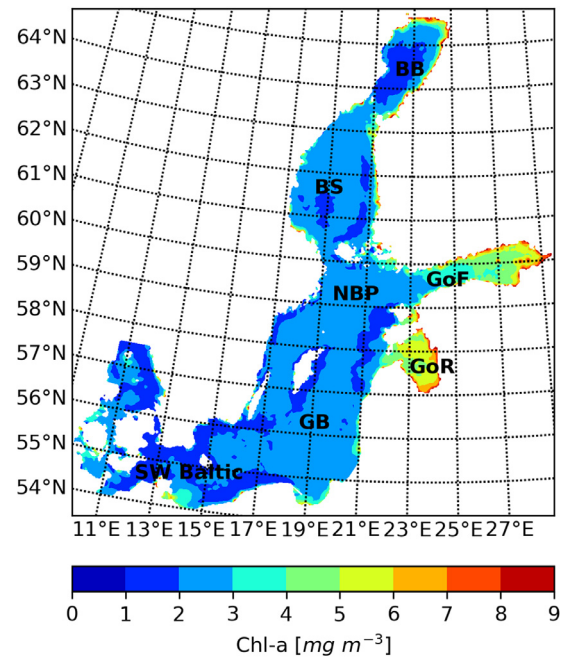 64°N
63°N
62°N
61°N
60°N
59°N
58°N
57°N
56°N
55°N
54°N
BB
BS
GoF
NBP
GoR
GB
SW Baltic
11°E 13°E 15°E 17°E 19°E 21°E 23°E 25°E 27°E
0 1 2 3 4 5 6 7 8 9
Chl-a [mg m⁻³]